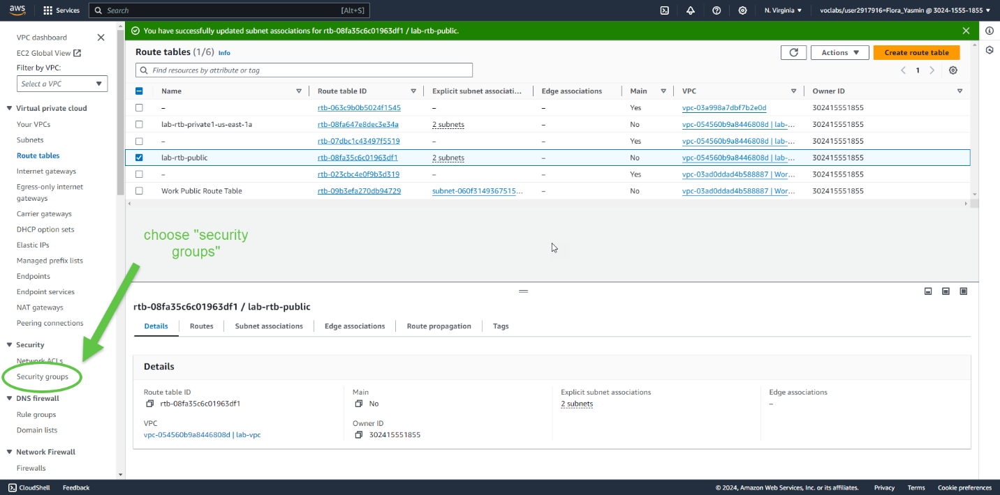 aws Services Search [Alt+S] N. Virginia voclabs/user2917916=Flora_Yasmin @ 3024-1555-1855
You have successfully updated subnet associations for rtb-08fa35c6c01963df1 / lab-rtb-public.
VPC dashboard
EC2 Global View
Filter by VPC:
Select a VPC
Virtual private cloud
Your VPCs
Subnets
Route tables
Internet gateways
Egress-only internet
gateways
Carrier gateways
DHCP option sets
Elastic IPs
Managed prefix lists
Endpoints
Endpoint services
NAT gateways
Peering connections
Security
Network ACLs
Security groups
DNS firewall
Rule groups
Domain lists
Network Firewall
Firewalls
Route tables (1/6) Info Actions Create route table
Find resources by attribute or tag 1
Name Route table ID Explicit subnet associati... Edge associations Main VPC Owner ID
– rtb-063c9b0b5024f1545 – – Yes vpc-03a998a7dbf7b2e0d 302415551855
lab-rtb-private1-us-east-1a rtb-08fa647e8dec3e34a 2 subnets – No vpc-054560b9a8446808d | lab-... 302415551855
– rtb-07dbc1c43497f5519 – – Yes vpc-054560b9a8446808d | lab-... 302415551855
lab-rtb-public rtb-08fa35c6c01963df1 2 subnets – No vpc-054560b9a8446808d | lab-... 302415551855
– rtb-023cbc4e0f9b3d319 – – Yes vpc-03ad0ddad4b588887 | Wor... 302415551855
Work Public Route Table rtb-09b3efa270db94729 subnet-060f3149367515... – No vpc-03ad0ddad4b588887 | Wor... 302415551855
choose "security
groups"
rtb-08fa35c6c01963df1 / lab-rtb-public
Details Routes Subnet associations Edge associations Route propagation Tags
Details
Route table ID Main Explicit subnet associations Edge associations
rtb-08fa35c6c01963df1 No 2 subnets –
VPC Owner ID
vpc-054560b9a8446808d | lab-vpc 302415551855
CloudShell Feedback © 2024, Amazon Web Services, Inc. or its affiliates. Privacy Terms Cookie preferences